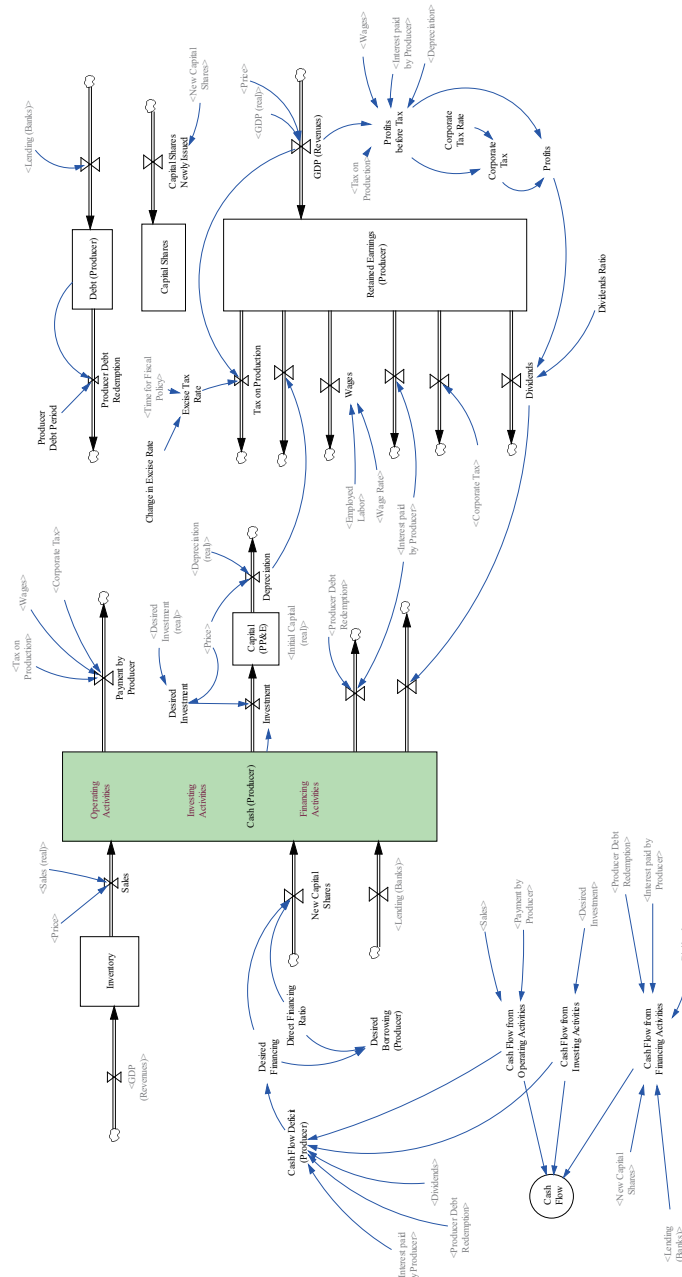 <GDP
(Revenues)>
Inventory
<Price>
<Sales (real)>
Sales
Operating
Activities
<Tax on
Production>
<Wages>
<Corporate Tax>
Payment by
Producer
Producer
Debt Period
Producer Debt
Redemption
Debt (Producer)
<Lending (Banks)>
Change in Excise Rate
<Time for Fiscal
Policy>
Excise Tax
Rate
Capital Shares
Capital Shares
Newly Issued
<New Capital
Shares>
Desired
Investment
<Desired
Investment (real)>
<Price>
<Depreciation
(real)>
Investing
Activities
Cash (Producer)
Investment
Capital
(PP&E)
Depreciation
<Initial Capital
(real)>
Tax on Production
GDP (Revenues)
<GDP (real)>
<Price>
Cash Flow Deficit
(Producer)
Desired
Financing
Direct Financing
Ratio
New Capital
Shares
Financing
Activities
<Producer Debt
Redemption>
<Employed
Labor>
<Wage Rate>
Wages
Retained Earnings
(Producer)
<Tax on
Production>
Profits
before Tax
<Wages>
<Interest paid
by Producer>
<Depreciation>
Desired
Borrowing
(Producer)
<Lending (Banks)>
<Interest paid
by Producer>
Corporate
Tax Rate
Corporate
Tax
Interest paid
by Producer>
<Producer Debt
Redemption>
<Dividends>
<Corporate Tax>
Dividends
Dividends Ratio
Profits
Cash Flow from
Operating Activities
<Sales>
<Payment by
Producer>
Cash
Flow
Cash Flow from
Investing Activities
<Desired
Investment>
<New Capital
Shares>
Cash Flow from
Financing Activities
<Producer Debt
Redemption>
<Interest paid by
Producer>
<Lending
(Banks)>